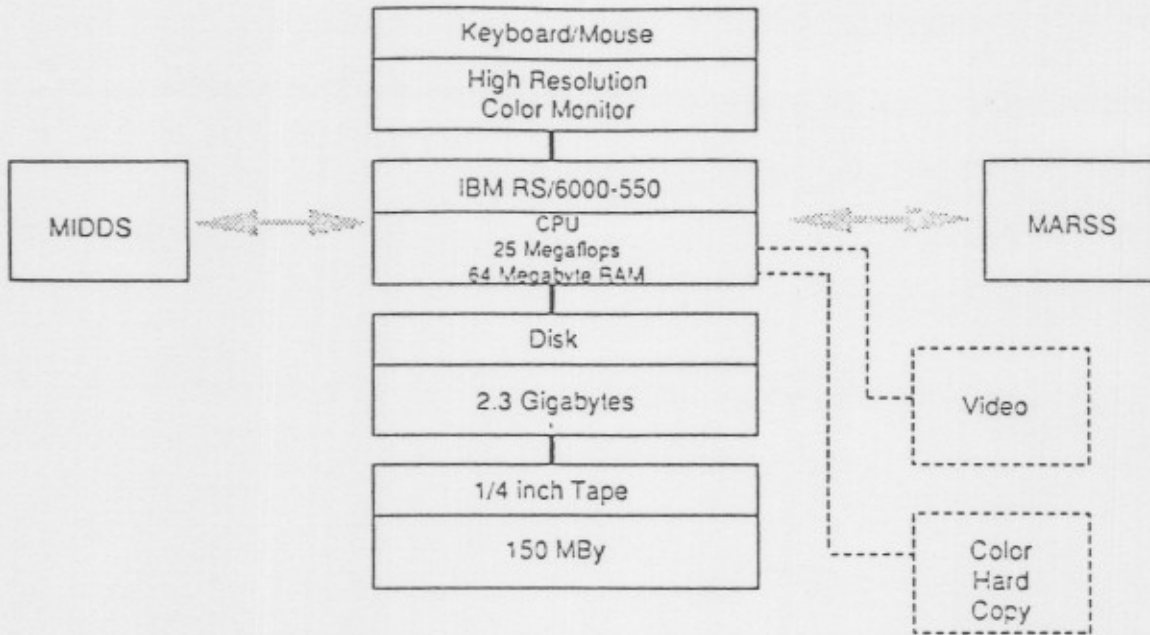 Keyboard/Mouse
High Resolution
Color Monitor
MIDDS
IBM RS/6000-550
CPU
25 Megaflops
64 Megabyte RAM
MARSS
Disk
2.3 Gigabytes
Video
1/4 inch Tape
150 MBy
Color
Hard
Copy